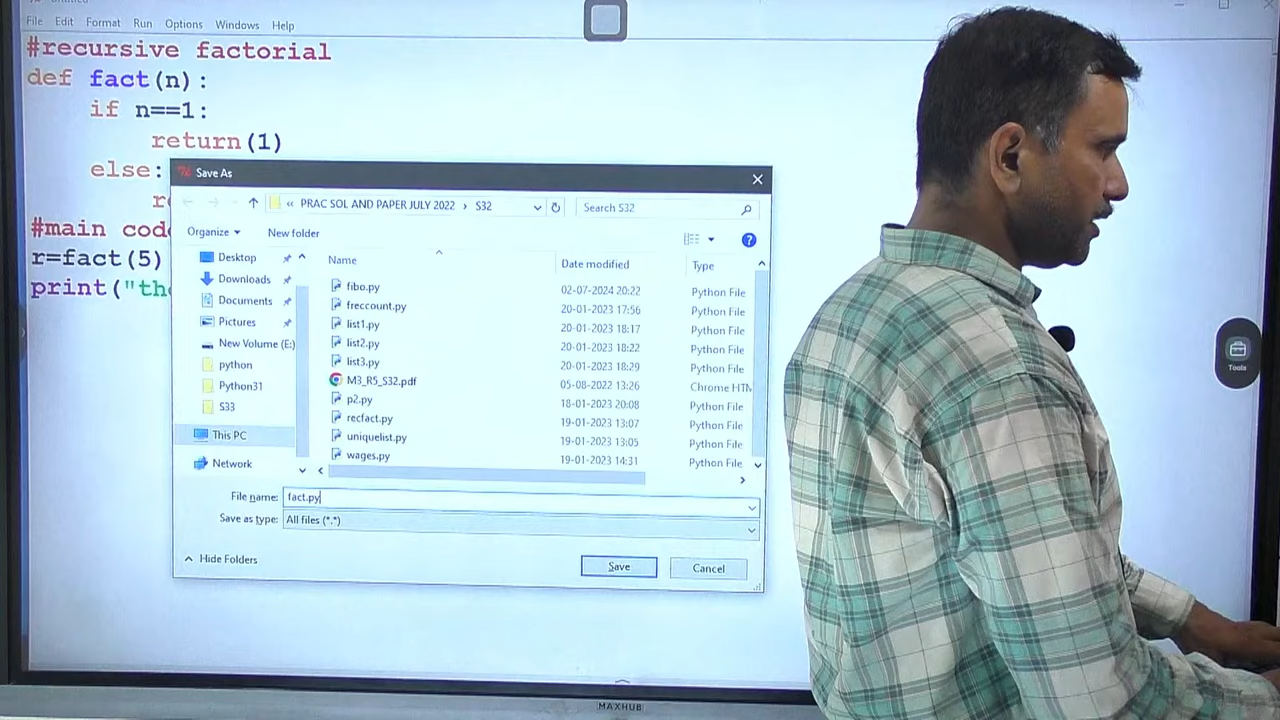 File Edit Format Run Options Windows Help
#recursive factorial
def fact(n):
if n==1:
return(1)
else:
#main
r=fact(5)
print("the
Save As
« PRAC SOL AND PAPER JULY 2022 > S32
Search S32
Organize
New folder
Name Date modified Type
Desktop
Downloads
Documents
Pictures
New Volume (E:)
python
Python31
S33
This PC
Network
fibo.py 02-07-2024 20:22 Python File
freccount.py 20-01-2023 17:56 Python File
list1.py 20-01-2023 18:17 Python File
list2.py 20-01-2023 18:22 Python File
list3.py 20-01-2023 18:29 Python File
M3_R5_S32.pdf 05-08-2022 13:26 Chrome HTM
p2.py 18-01-2023 20:08 Python File
recfact.py 19-01-2023 13:07 Python File
uniquelist.py 19-01-2023 13:05 Python File
wages.py 19-01-2023 14:31 Python File
File name: fact.py
Save as type: All files (*.*)
Hide Folders
Save
Cancel
Tools
MAXHUB